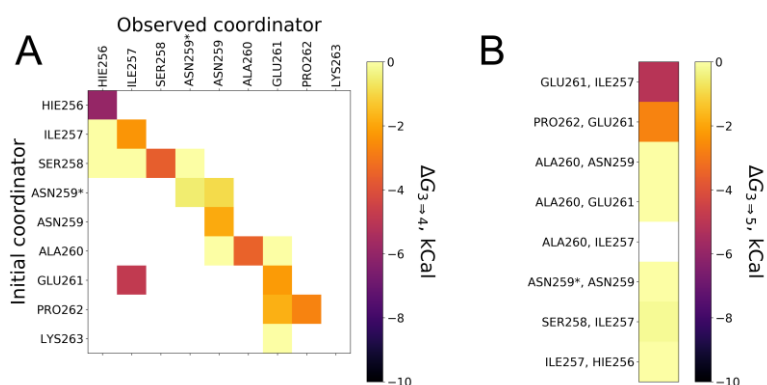 A
Observed coordinator
HIE256
ILE257
SER258
ASN259*
ASN259
ALA260
GLU261
PRO262
LYS263
Initial coordinator
HIE256
ILE257
SER258
ASN259*
ASN259
ALA260
GLU261
PRO262
LYS263
0
−2
−4
−6
−8
−10
ΔG3⇒4, kCal
B
GLU261, ILE257
PRO262, GLU261
ALA260, ASN259
ALA260, GLU261
ALA260, ILE257
ASN259*, ASN259
SER258, ILE257
ILE257, HIE256
0
−2
−4
−6
−8
−10
ΔG3⇒5, kCal